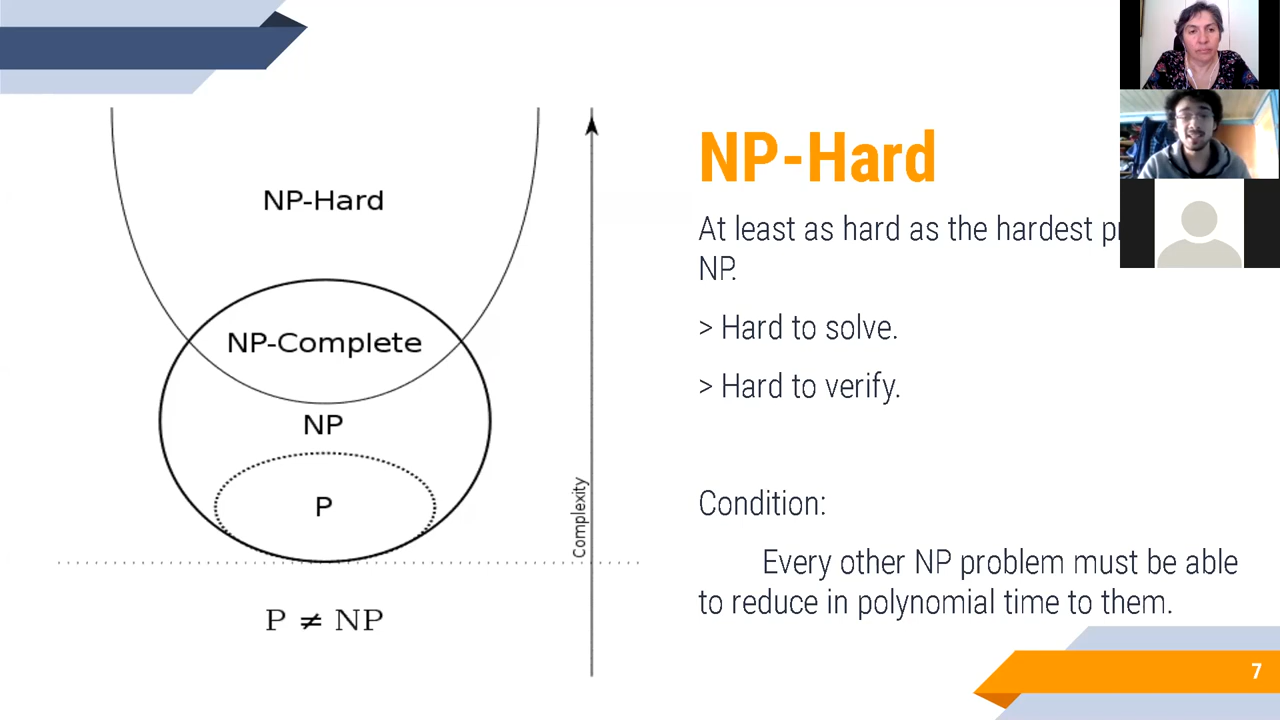 NP-Hard
NP-Complete
NP
P
P ≠ NP
Complexity
NP-Hard
At least as hard as the hardest
NP.
> Hard to solve.
> Hard to verify.
Condition:
Every other NP problem must be able
to reduce in polynomial time to them.
7